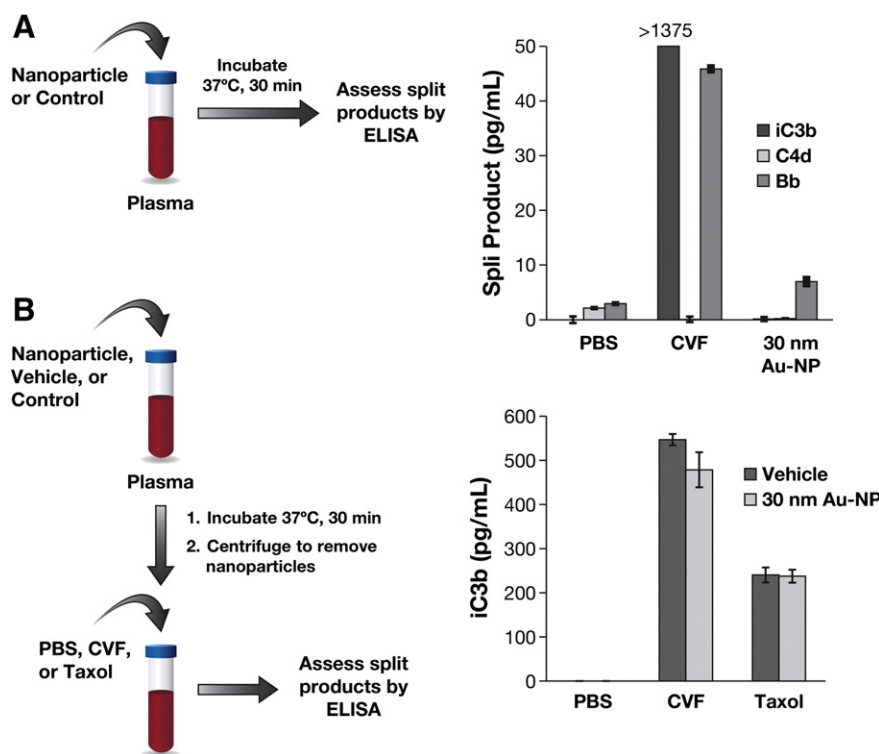 A
Nanoparticle
or Control
Plasma
Incubate
37ºC, 30 min
Assess split
products by
ELISA
Spli Product (pg/mL)
50
40
30
20
10
0
>1375
iC3b
C4d
Bb
PBS
CVF
30 nm
Au-NP
B
Nanoparticle,
Vehicle, or
Control
Plasma
1. Incubate 37ºC, 30 min
2. Centrifuge to remove
nanoparticles
PBS, CVF,
or Taxol
Assess split
products by
ELISA
iC3b (pg/mL)
600
500
400
300
200
100
0
Vehicle
30 nm Au-NP
PBS
CVF
Taxol